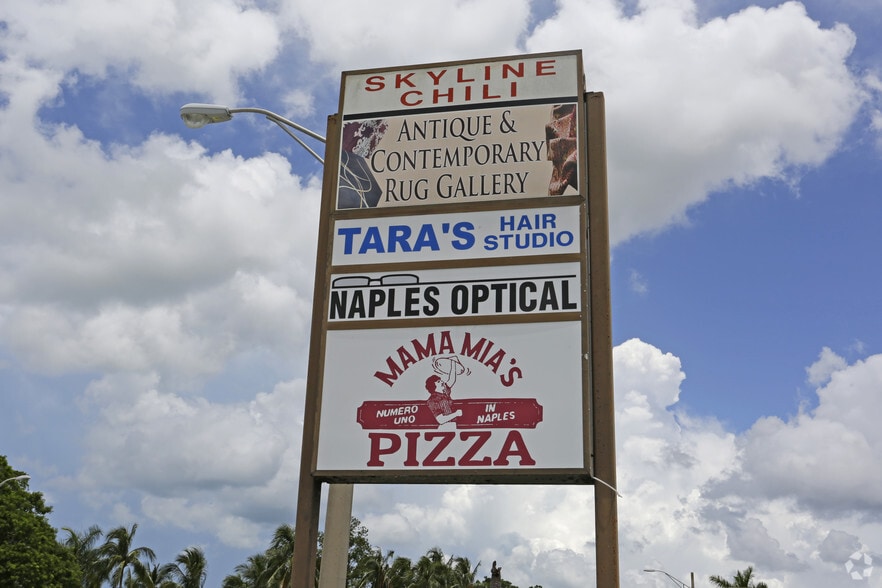 SKYLINE
CHILI
ANTIQUE &
CONTEMPORARY
RUG GALLERY
TARA'S HAIR
STUDIO
NAPLES OPTICAL
MAMA MIA'S
NUMERO UNO IN NAPLES
PIZZA